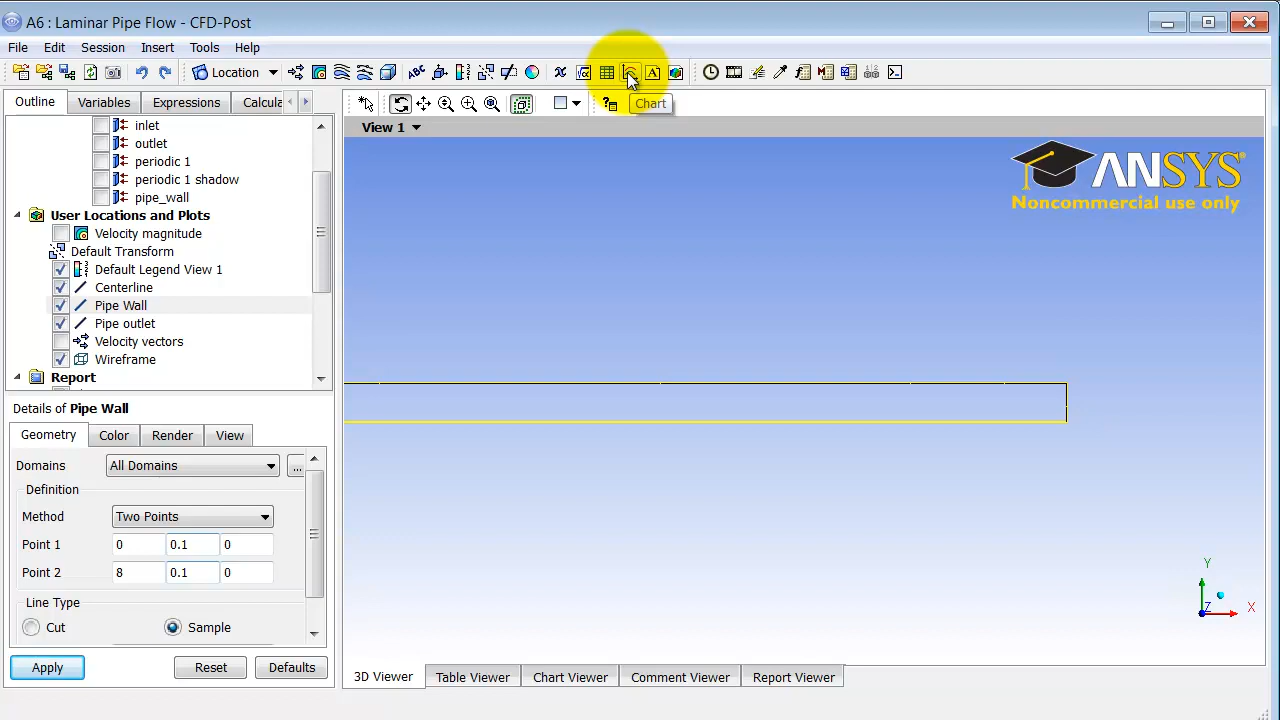 A6 : Laminar Pipe Flow - CFD-Post
File Edit Session Insert Tools Help
Location
Outline Variables Expressions Calcula
Chart
View 1
inlet
outlet
periodic 1
periodic 1 shadow
pipe_wall
User Locations and Plots
Velocity magnitude
Default Transform
Default Legend View 1
Centerline
Pipe Wall
Pipe outlet
Velocity vectors
Wireframe
Report
ANSYS
Noncommercial use only
Details of Pipe Wall
Geometry Color Render View
Domains All Domains ...
Definition
Method Two Points
Point 1 0 0.1 0
Point 2 8 0.1 0
Line Type
Cut Sample
Apply Reset Defaults
Y
Z X
3D Viewer Table Viewer Chart Viewer Comment Viewer Report Viewer